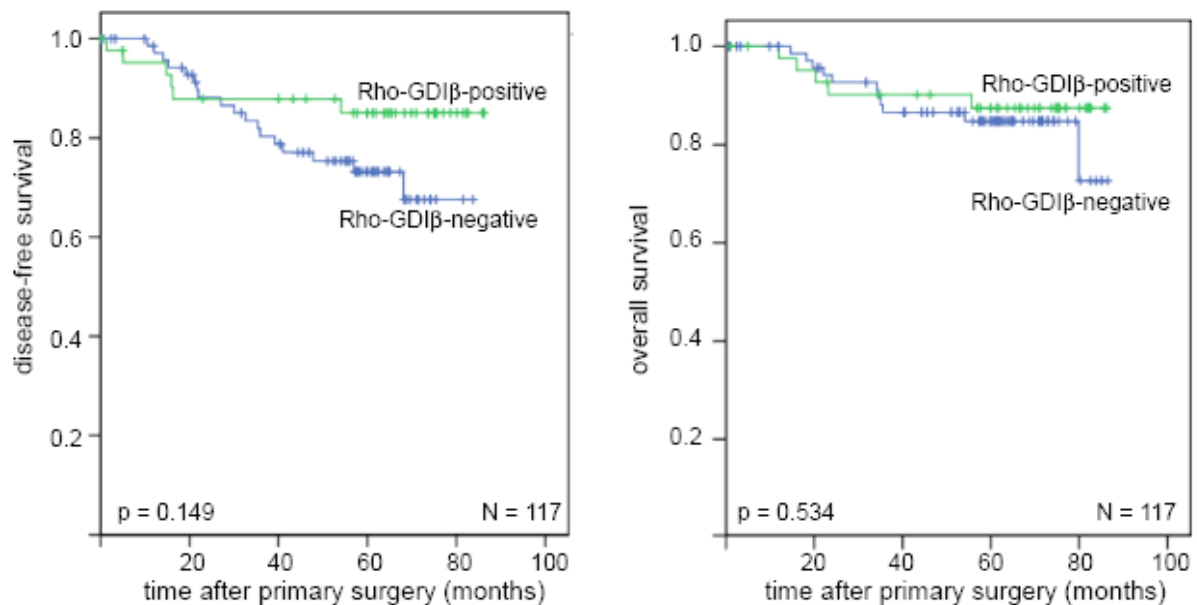 disease-free survival
1.0
0.8
0.6
0.4
0.2
Rho-GDIβ-positive
Rho-GDIβ-negative
p = 0.149
N = 117
20
40
60
80
100
time after primary surgery (months)
overall survival
1.0
0.8
0.6
0.4
0.2
Rho-GDIβ-positive
Rho-GDIβ-negative
p = 0.534
N = 117
20
40
60
80
100
time after primary surgery (months)